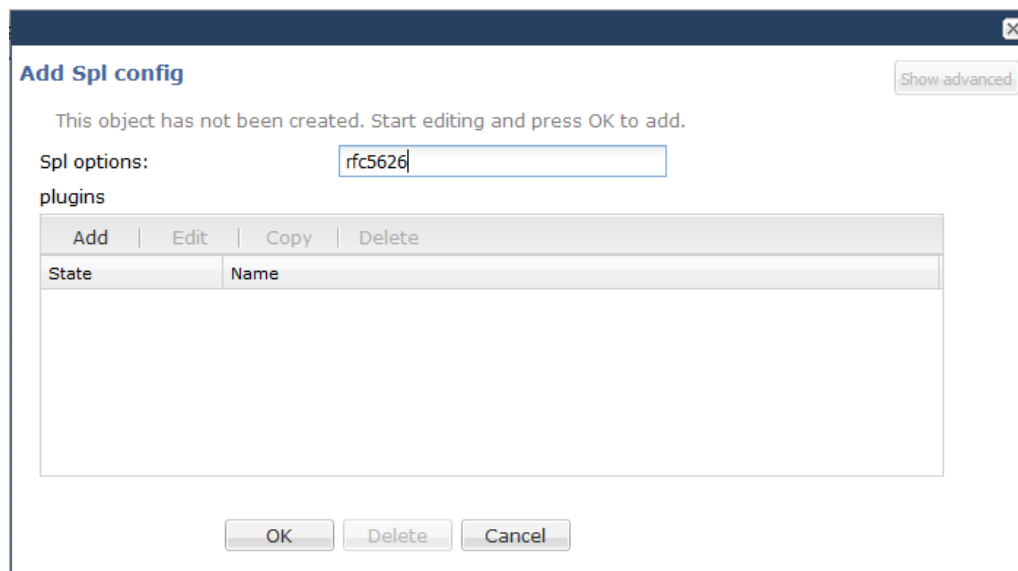 Add Spl config
Show advanced
This object has not been created. Start editing and press OK to add.
Spl options: rfc5626
plugins
Add Edit Copy Delete
State Name
OK Delete Cancel